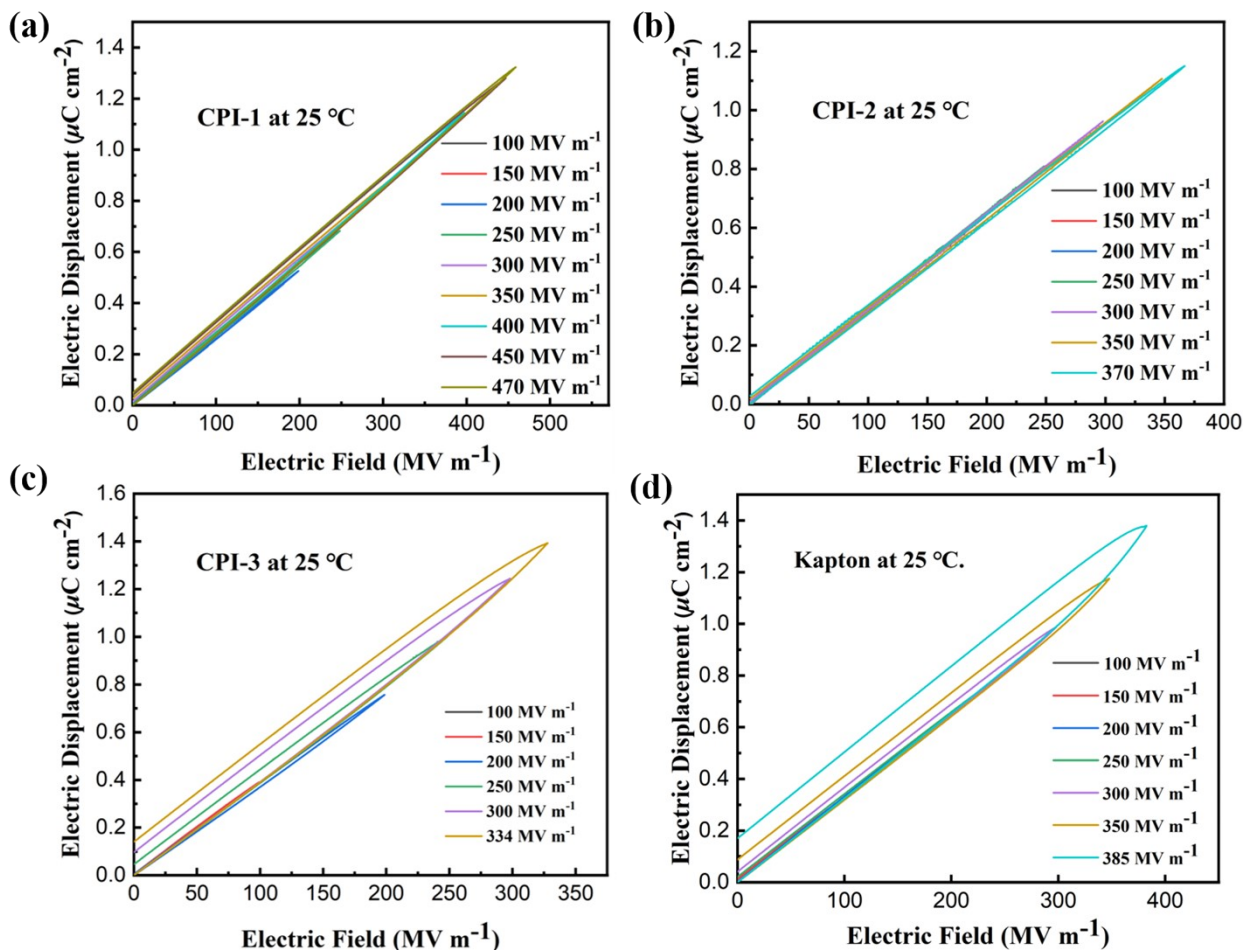 (a)
Electric Displacement (μC cm⁻²)
1.4
1.2
1.0
0.8
0.6
0.4
0.2
0.0
CPI-1 at 25 °C
100 MV m⁻¹
150 MV m⁻¹
200 MV m⁻¹
250 MV m⁻¹
300 MV m⁻¹
350 MV m⁻¹
400 MV m⁻¹
450 MV m⁻¹
470 MV m⁻¹
0 100 200 300 400 500
Electric Field (MV m⁻¹)
(b)
Electric Displacement (μC cm⁻²)
1.2
1.0
0.8
0.6
0.4
0.2
0.0
CPI-2 at 25 °C
100 MV m⁻¹
150 MV m⁻¹
200 MV m⁻¹
250 MV m⁻¹
300 MV m⁻¹
350 MV m⁻¹
370 MV m⁻¹
0 50 100 150 200 250 300 350 400
Electric Field (MV m⁻¹)
(c)
Electric Displacement (μC cm⁻²)
1.6
1.4
1.2
1.0
0.8
0.6
0.4
0.2
0.0
CPI-3 at 25 °C
100 MV m⁻¹
150 MV m⁻¹
200 MV m⁻¹
250 MV m⁻¹
300 MV m⁻¹
334 MV m⁻¹
0 50 100 150 200 250 300 350
Electric Field (MV m⁻¹)
(d)
Electric Displacement (μC cm⁻²)
1.4
1.2
1.0
0.8
0.6
0.4
0.2
0.0
Kapton at 25 °C.
100 MV m⁻¹
150 MV m⁻¹
200 MV m⁻¹
250 MV m⁻¹
300 MV m⁻¹
350 MV m⁻¹
385 MV m⁻¹
0 100 200 300 400
Electric Field (MV m⁻¹)